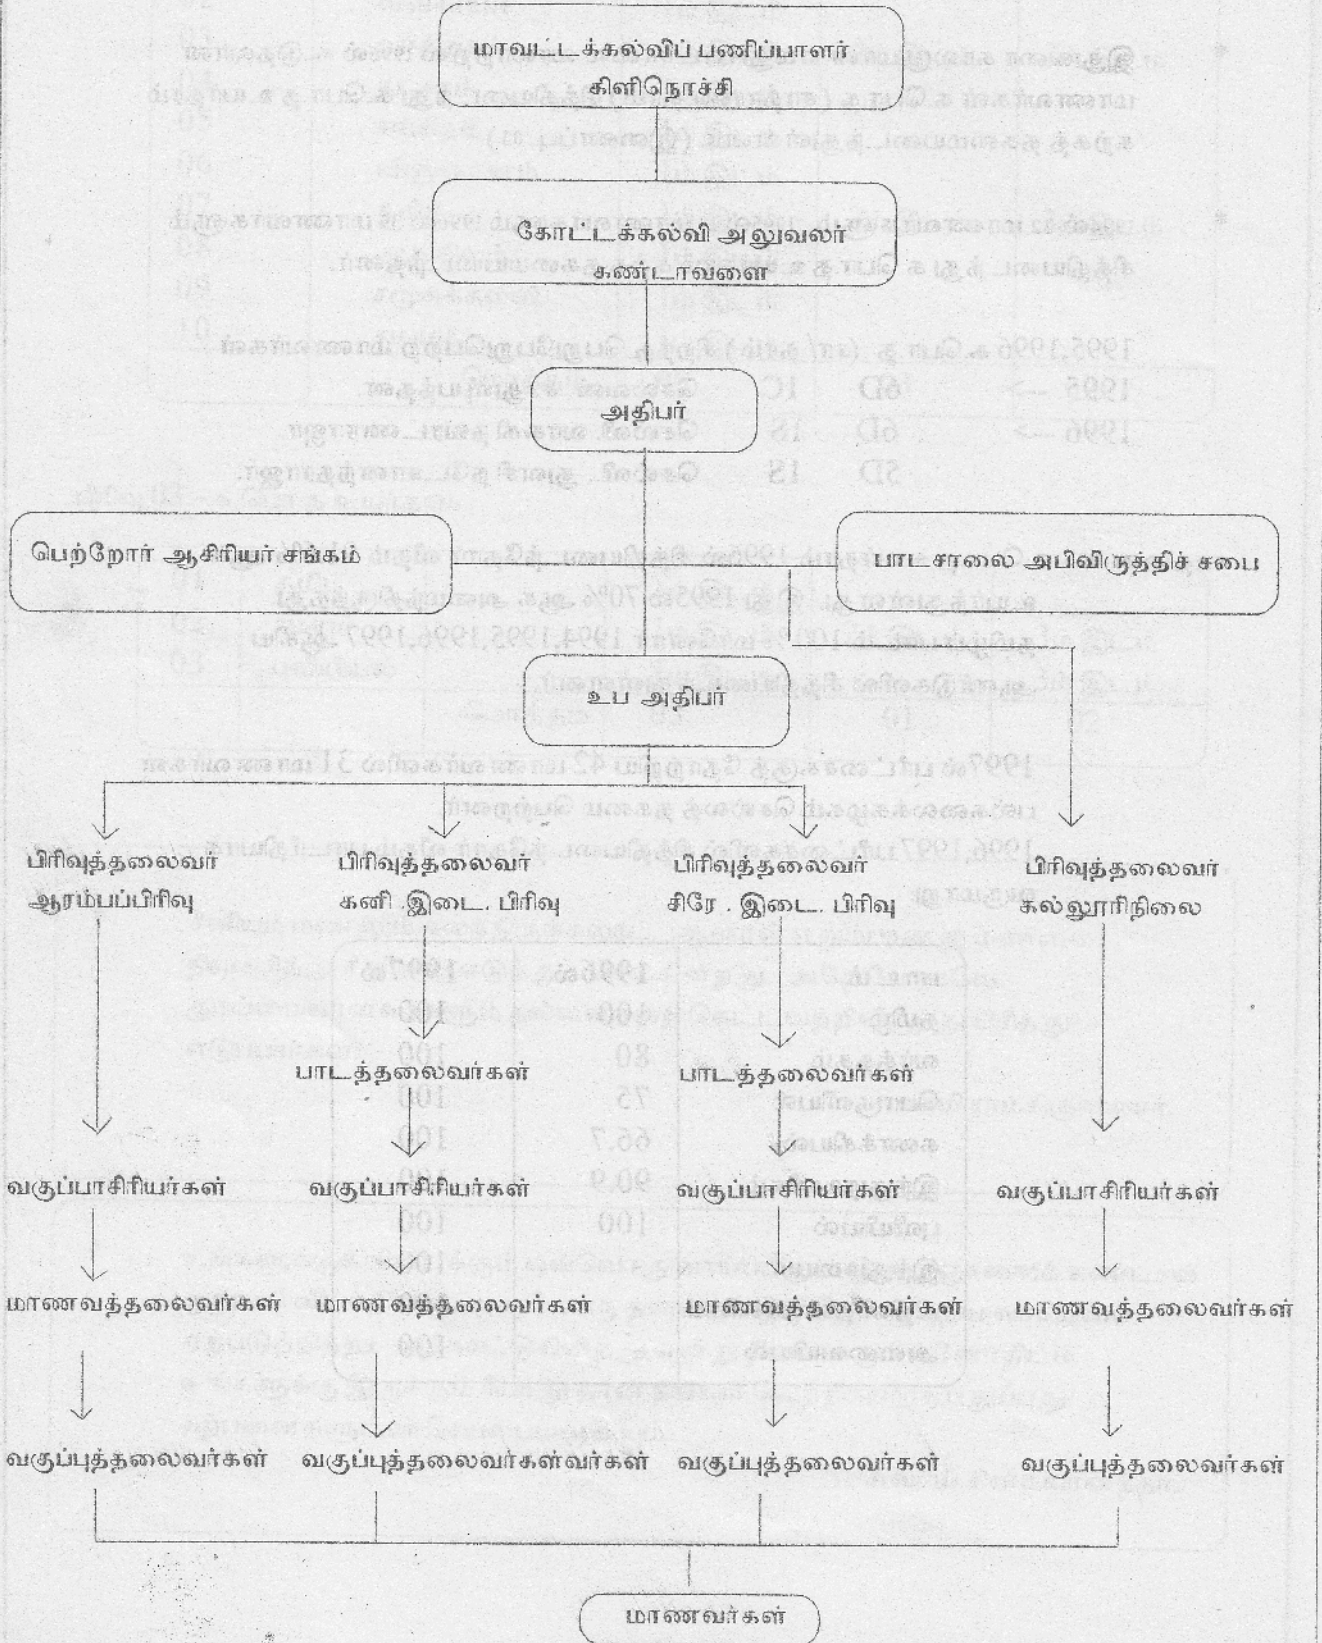 மாவட்டக்கல்விப் பணிப்பாளர்
கிளிநொச்சி
கோட்டக்கல்வி அலுவலர்
கண்டாவளை
அதிபர்
பெற்றோர் ஆசிரியர் சங்கம்
பாடசாலை அபிவிருத்திச் சபை
உப அதிபர்
பிரிவுத்தலைவர்
ஆரம்பப்பிரிவு
பிரிவுத்தலைவர்
கனி .இடை. பிரிவு
பிரிவுத்தலைவர்
சிரே . இடை. பிரிவு
பிரிவுத்தலைவர்
கல்லூரிநிலை
பாடத்தலைவர்கள்
பாடத்தலைவர்கள்
வகுப்பாசிரியர்கள்
வகுப்பாசிரியர்கள்
வகுப்பாசிரியர்கள்
வகுப்பாசிரியர்கள்
மாணவத்தலைவர்கள்
மாணவத்தலைவர்கள்
மாணவத்தலைவர்கள்
மாணவத்தலைவர்கள்
வகுப்புத்தலைவர்கள்
வகுப்புத்தலைவர்கள்வர்கள்
வகுப்புத்தலைவர்கள்
வகுப்புத்தலைவர்கள்
மாணவர்கள்